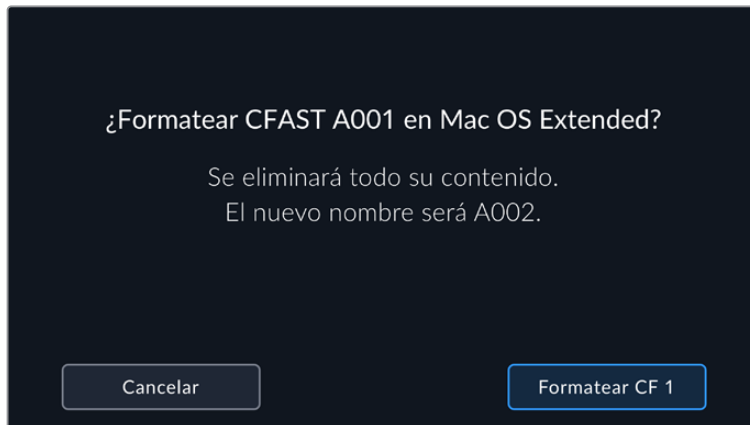 ¿Formatear CFAST A001 en Mac OS Extended?
Se eliminará todo su contenido.
El nuevo nombre será A002.
Cancelar
Formatear CF 1